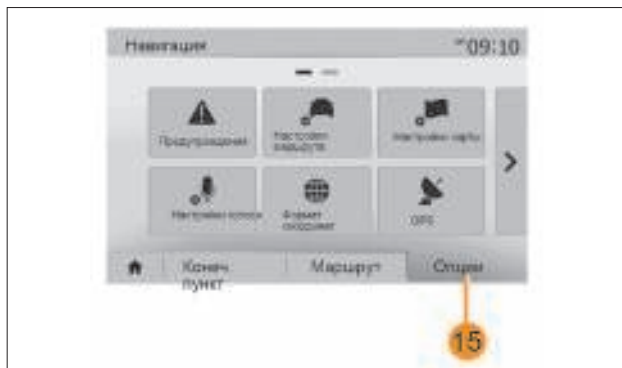 Навигация 09:10
Предупреждения
Настройки маршрута
Настройки карты
Настройки голоса
Формат координат
GPS
Конеч. пункт
Маршрут
Опции
15